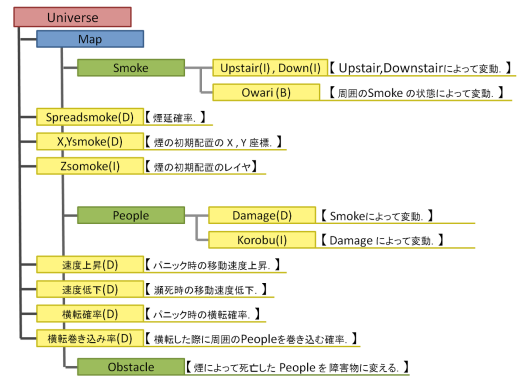 Universe
Map
Smoke
Upstair(I) , Down(I) 【 Upstair,Downstairによって変動. 】
Owari (B) 【 周囲のSmoke の状態によって変動. 】
Spreadsmoke(D) 【 煙延確率. 】
X,Ysmoke(D) 【 煙の初期配置の X , Y 座標. 】
Zsomoke(I) 【 煙の初期配置のレイヤ】
People
Damage(D) 【 Smokeによって変動. 】
Korobu(I) 【 Damage によって変動. 】
速度上昇(D) 【 パニック時の移動速度上昇. 】
速度低下(D) 【 瀕死時の移動速度低下. 】
横転確率(D) 【 パニック時の横転確率. 】
横転巻き込み率(D) 【 横転した際に周囲のPeopleを巻き込む確率. 】
Obstacle 【 煙によって死亡した People を 障害物に変える. 】